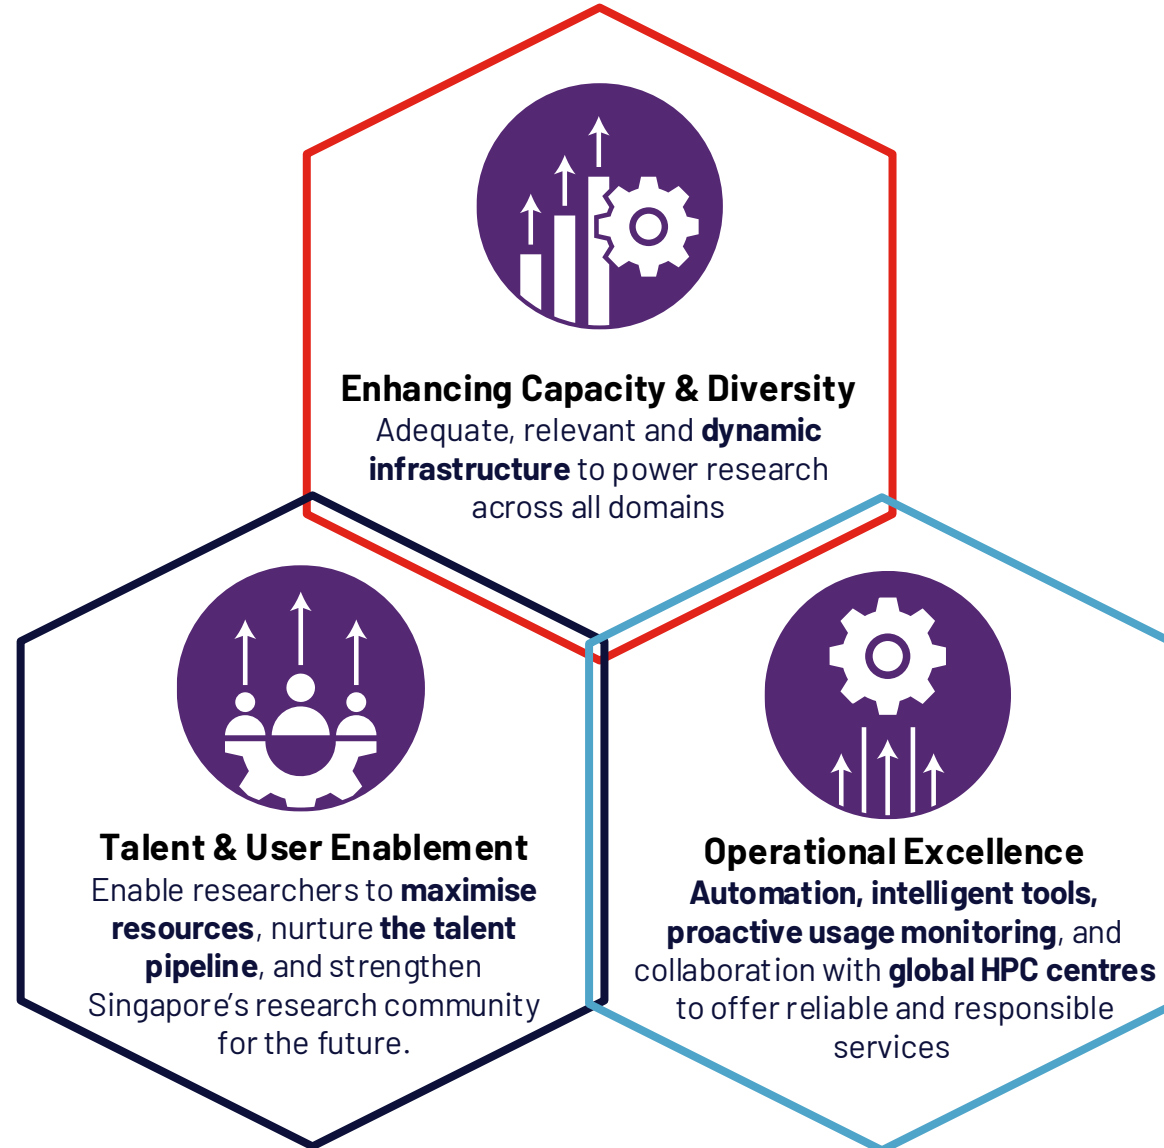 Enhancing Capacity & Diversity
Adequate, relevant and dynamic
infrastructure to power research
across all domains
Talent & User Enablement
Enable researchers to maximise
resources, nurture the talent
pipeline, and strengthen
Singapore's research community
for the future.
Operational Excellence
Automation, intelligent tools,
proactive usage monitoring, and
collaboration with global HPC centres
to offer reliable and responsible
services